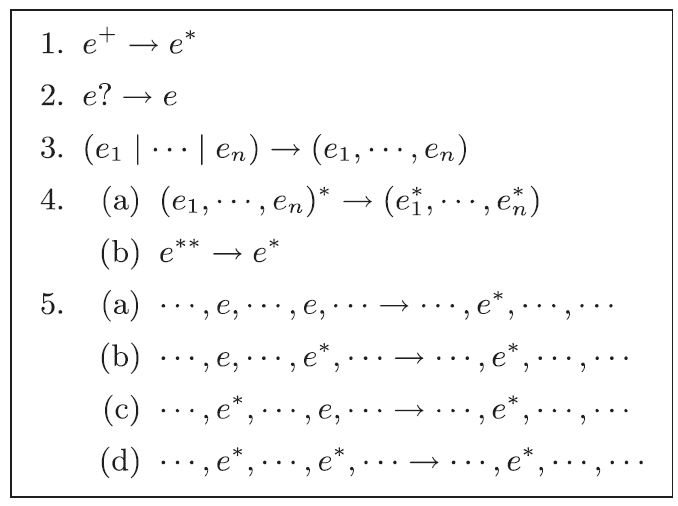 1. e⁺ → e*
2. e? → e
3. (e₁ | ··· | eₙ) → (e₁, ··· , eₙ)
4. (a) (e₁, ··· , eₙ)* → (e₁*, ··· , eₙ*)
(b) e** → e*
5. (a) ··· , e, ··· , e, ··· → ··· , e*, ··· , ···
(b) ··· , e, ··· , e*, ··· → ··· , e*, ··· , ···
(c) ··· , e*, ··· , e, ··· → ··· , e*, ··· , ···
(d) ··· , e*, ··· , e*, ··· → ··· , e*, ··· , ···